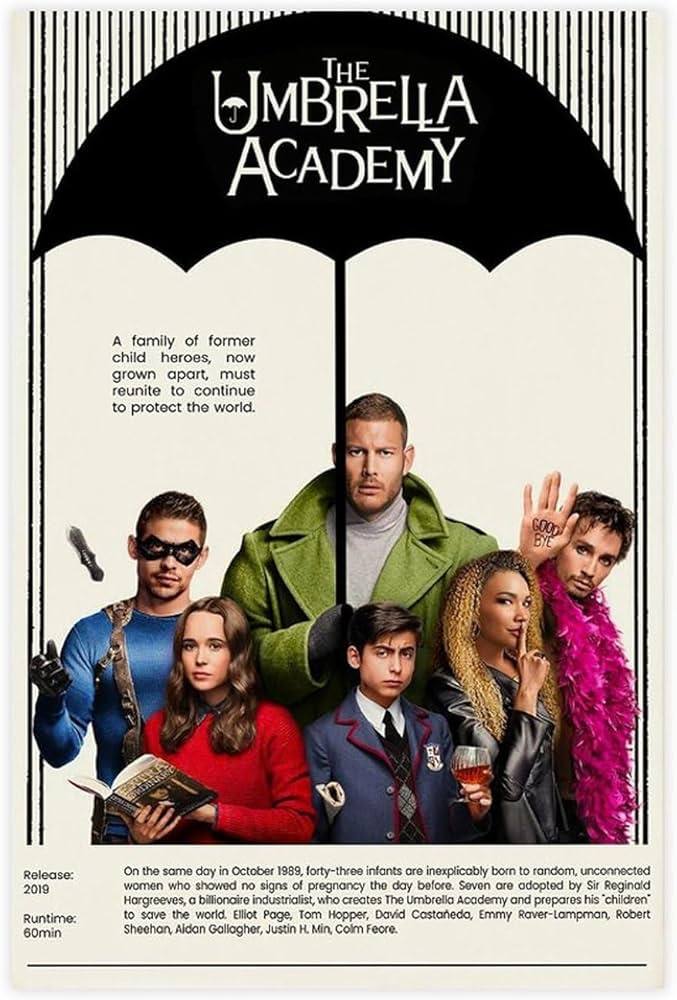 THE
UMBRELLA
ACADEMY
A family of former
child heroes, now
grown apart, must
reunite to continue
to protect the world.
GOOD
BYE
Release:
2019
Runtime:
60min
On the same day in October 1989, forty-three infants are inexplicably born to random, unconnected
women who showed no signs of pregnancy the day before. Seven are adopted by Sir Reginald
Hargreeves, a billionaire industrialist, who creates The Umbrella Academy and prepares his "children"
to save the world. Elliot Page, Tom Hopper, David Castañeda, Emmy Raver-Lampman, Robert
Sheehan, Aidan Gallagher, Justin H. Min, Colm Feore.